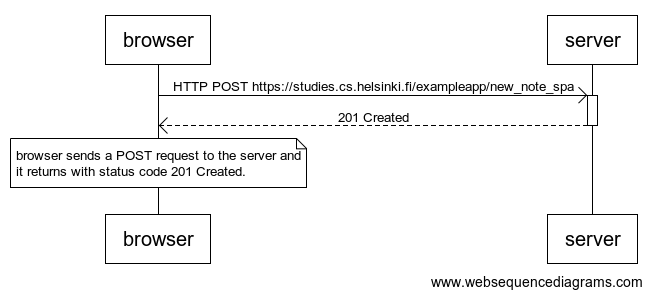 browser
server
HTTP POST https://studies.cs.helsinki.fi/exampleapp/new_note_spa
201 Created
browser sends a POST request to the server and
it returns with status code 201 Created.
browser
server
www.websequencediagrams.com